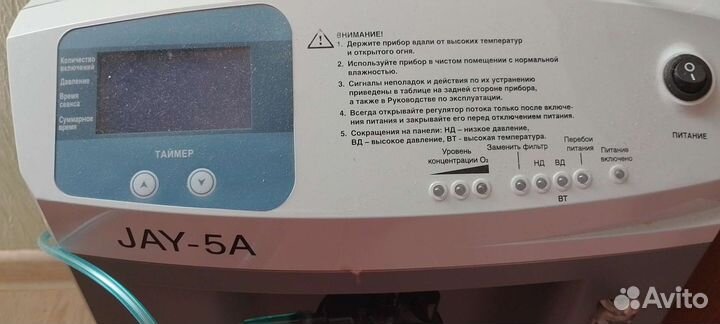 Количество
включений
Давление
Время
сеанса
Суммарное
время
ТАЙМЕР
ВНИМАНИЕ!
1. Держите прибор вдали от высоких температур
и открытого огня.
2. Используйте прибор в чистом помещении с нормальной
влажностью.
3. Сигналы неполадок и действия по их устранению
приведены в таблице на задней стороне прибора,
а также в Руководстве по эксплуатации.
4. Всегда открывайте регулятор потока только после включе-
ния питания и закрывайте его перед отключением питания.
5. Сокращения на панели: НД – низкое давление,
ВД – высокое давление, ВТ - высокая температура.
Уровень
концентрации O₂
Заменить фильтр
НД
ВД
ВТ
Перебои
питания
Питание
включено
ПИТАНИЕ
JAY-5A
Avito